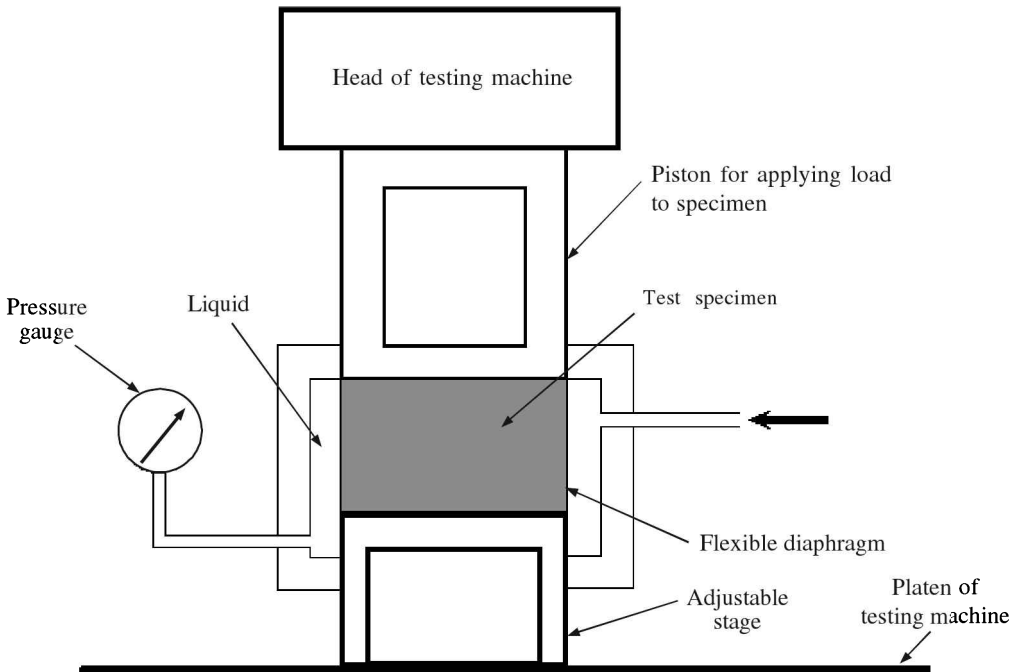 Head of testing machine
Piston for applying load
to specimen
Test specimen
Pressure
gauge
Liquid
Flexible diaphragm
Adjustable
stage
Platen of
testing machine